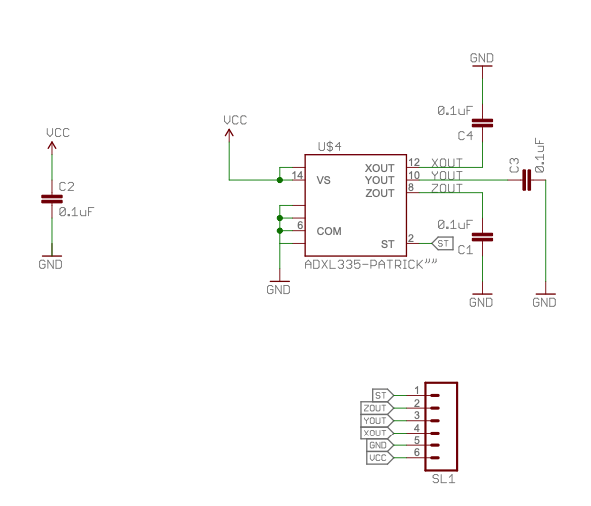 GND
0.1uF
C4
VCC
VCC
U$4
C3
0.1uF
XOUT
12
XOUT
14
VS
YOUT
10
YOUT
ZOUT
8
ZOUT
C2
0.1uF
0.1uF
6
COM
ST
2
ST
C1
GND
ADXL335-PATRICK""
GND
GND
GND
ST
1
ZOUT
2
YOUT
3
XOUT
4
GND
5
VCC
6
SL1